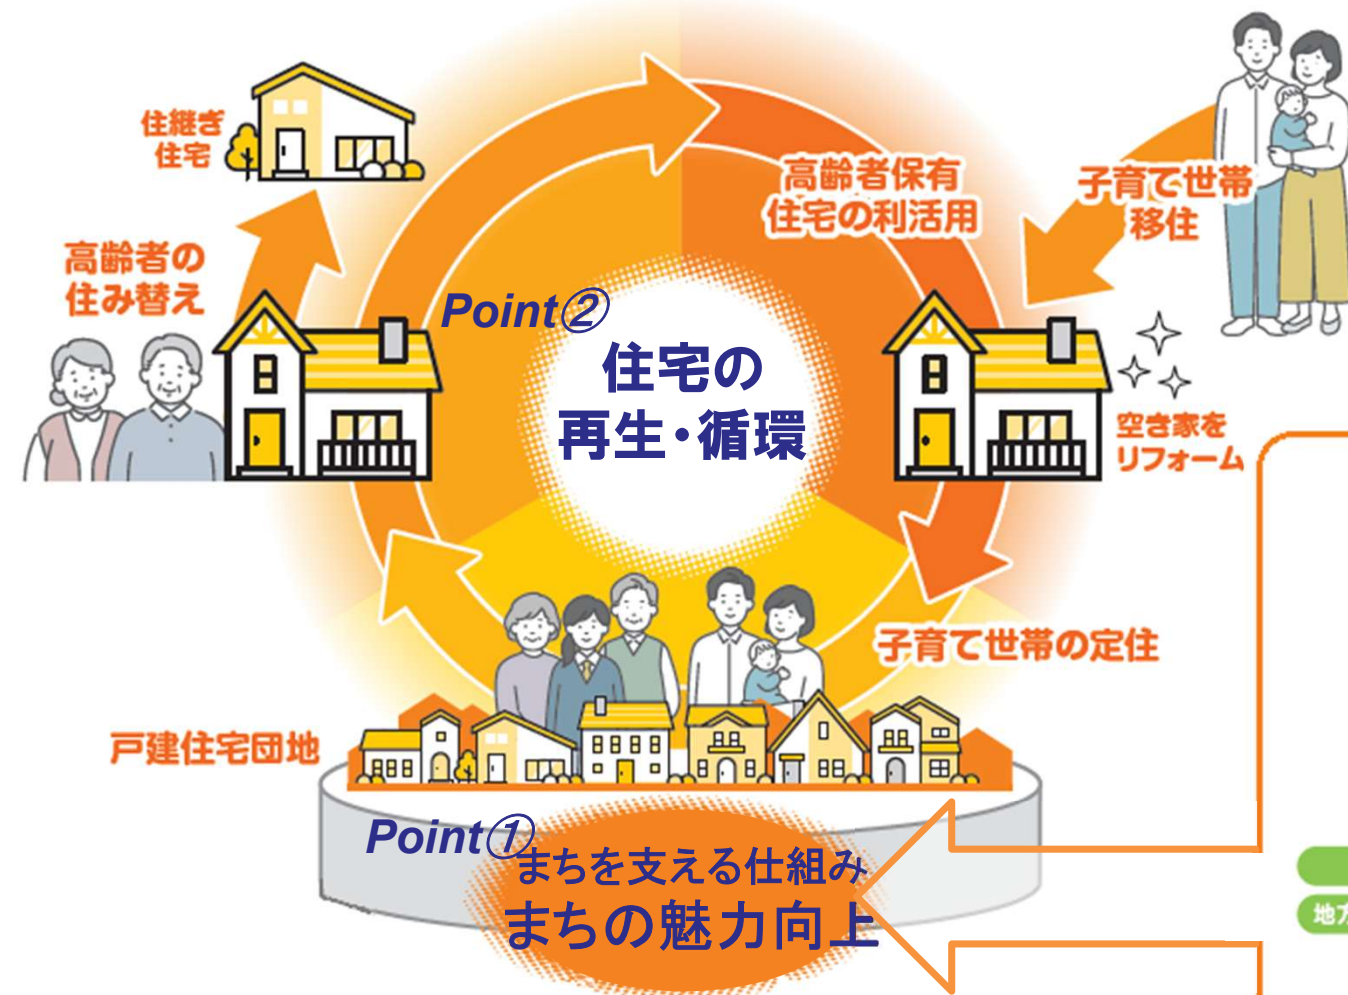 住継ぎ
住宅
高齢者の
住み替え
高齢者保有
住宅の利活用
子育て世帯
移住
Point②
住宅の
再生・循環
空き家を
リフォーム
子育て世帯の定住
戸建住宅団地
Point①
まちを支える仕組み
まちの魅力向上
地方